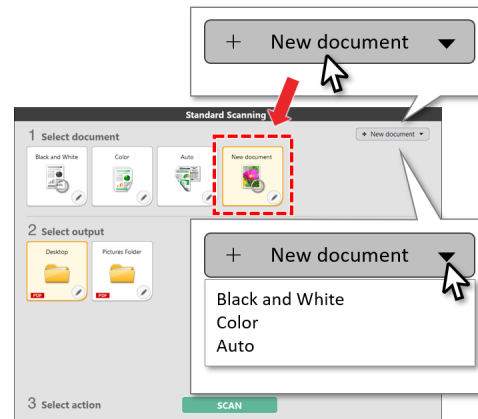 + New document
Standard Scanning
1 Select document
+ New document
Black and White
Color
Auto
New document
2 Select output
Desktop
Pictures Folder
PDF
PDF
+ New document
Black and White
Color
Auto
3 Select action
SCAN